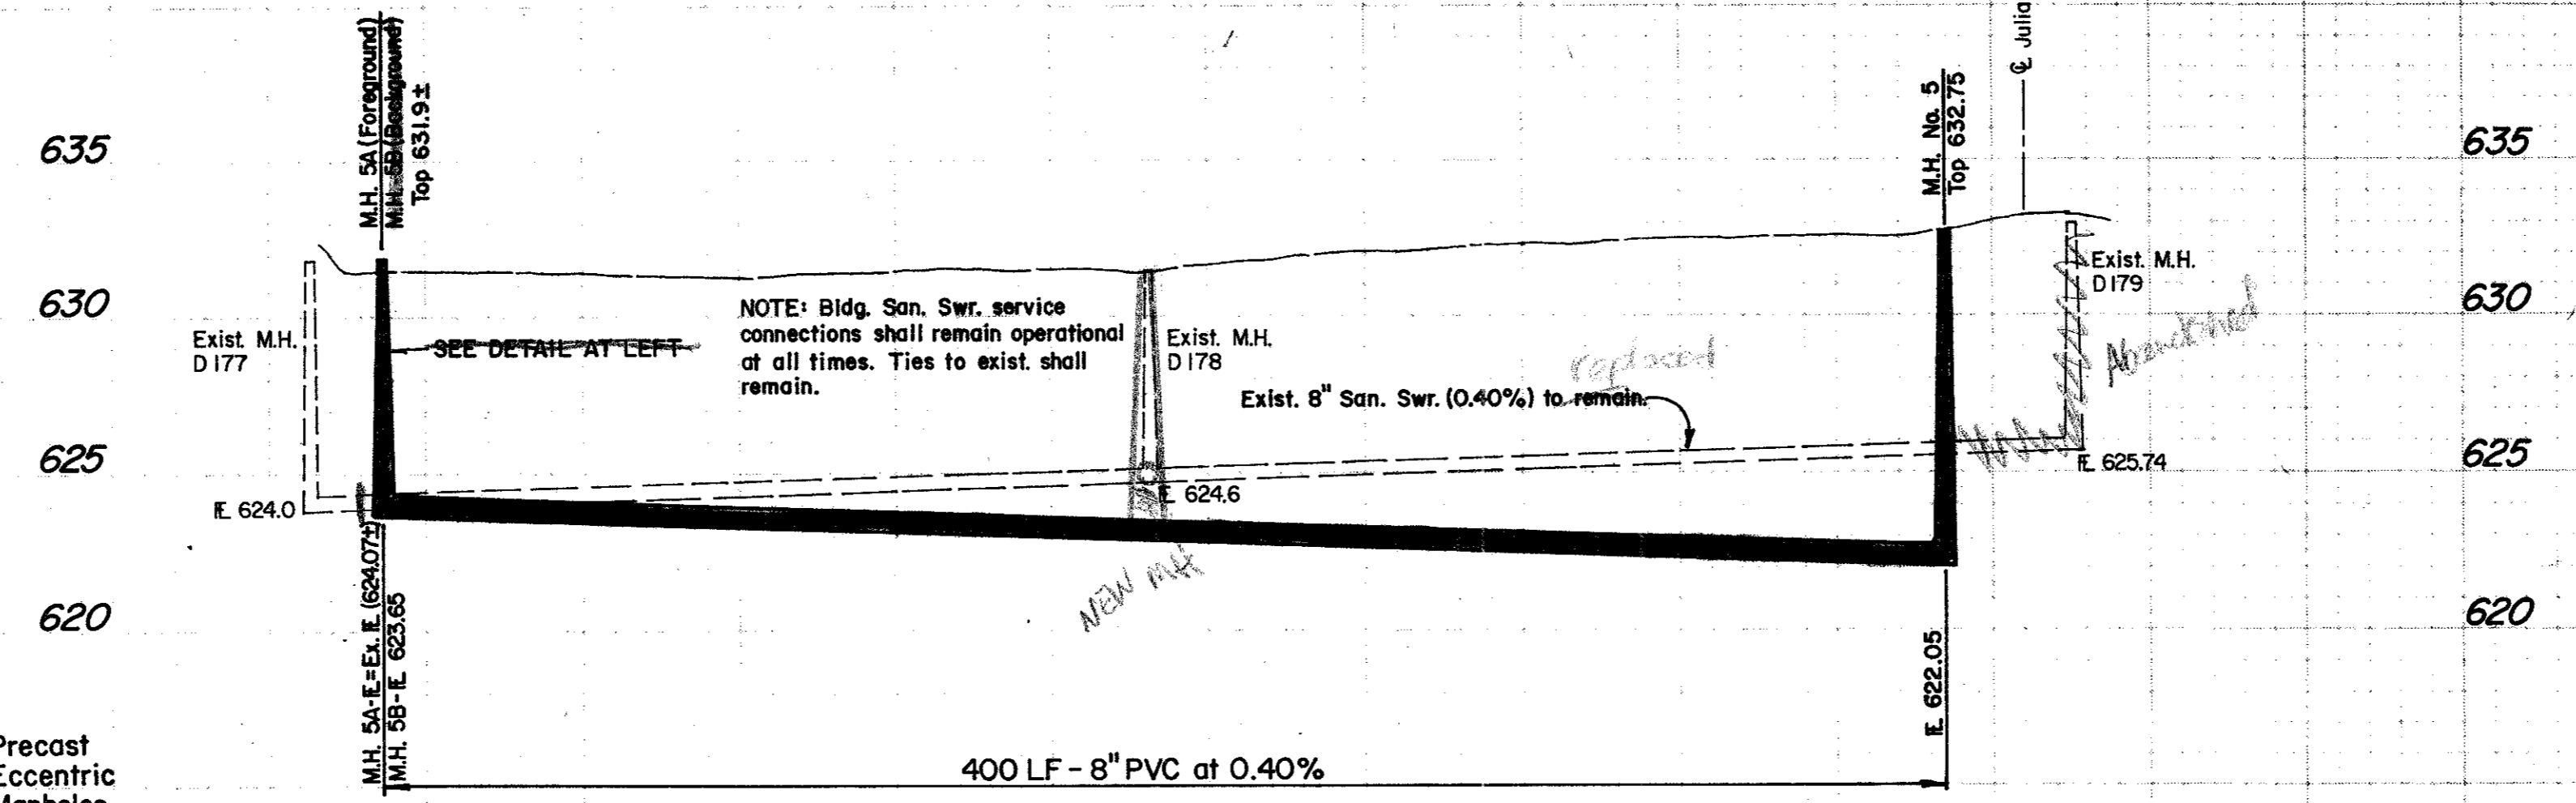 M.H. 5A (Foreground)
M.H. 5B (Background)
Top 631.9±
M.H. No. 5
Top 632.75
℄ Julia
635
635
630
630
625
625
620
620
Exist. M.H.
D177
SEE DETAIL AT LEFT
NOTE: Bldg. San. Swr. service
connections shall remain operational
at all times. Ties to exist. shall
remain.
Exist. M.H.
D178
replaced
Exist. 8" San. Swr. (0.40%) to remain.
Exist. M.H.
D179
Abandoned
IE 625.74
IE 624.6
IE 624.0
NEW MH
M.H. 5A-IE=Ex. IE (624.07±)
M.H. 5B-IE 623.65
IE 622.05
400 LF - 8" PVC at 0.40%
Precast
Eccentric
Manholes